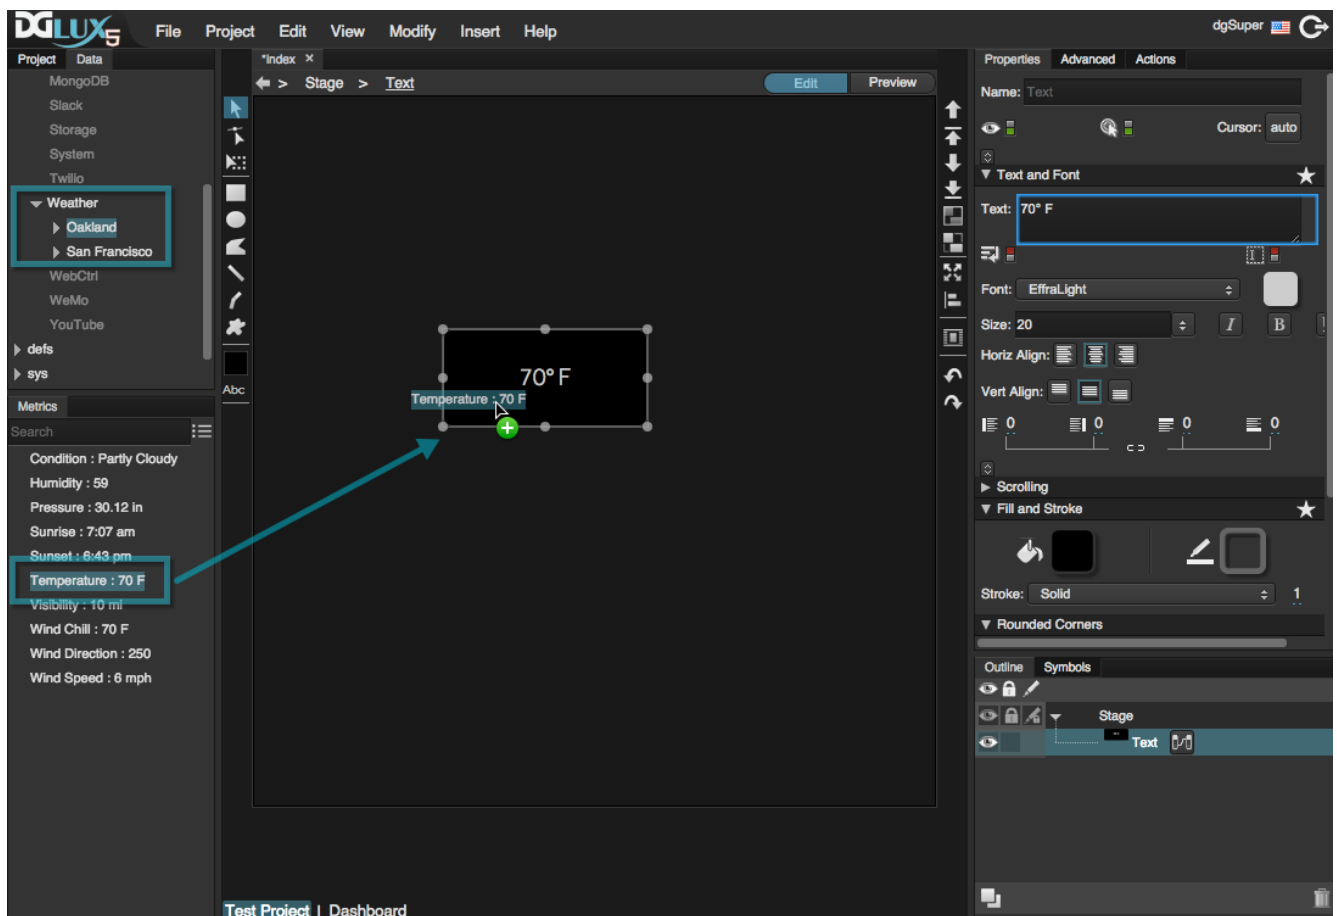 DGLUX5 File Project Edit View Modify Insert Help dgSuper
Project Data
MongoDB
Slack
Storage
System
Twilio
Weather
Oakland
San Francisco
WebCtrl
WeMo
YouTube
defs
sys
Metrics
Search
Condition : Partly Cloudy
Humidity : 59
Pressure : 30.12 in
Sunrise : 7:07 am
Sunset : 6:43 pm
Temperature : 70 F
Visibility : 10 mi
Wind Chill : 70 F
Wind Direction : 250
Wind Speed : 6 mph
*index ×
> Stage > Text Edit Preview
Abc
70° F
Temperature : 70 F
Test Project | Dashboard
Properties Advanced Actions
Name: Text
Cursor: auto
Text and Font
Text: 70° F
Font: EffraLight
Size: 20 I B
Horiz Align:
Vert Align:
0 0 0 0
Scrolling
Fill and Stroke
Stroke: Solid 1
Rounded Corners
Outline Symbols
Stage
Text